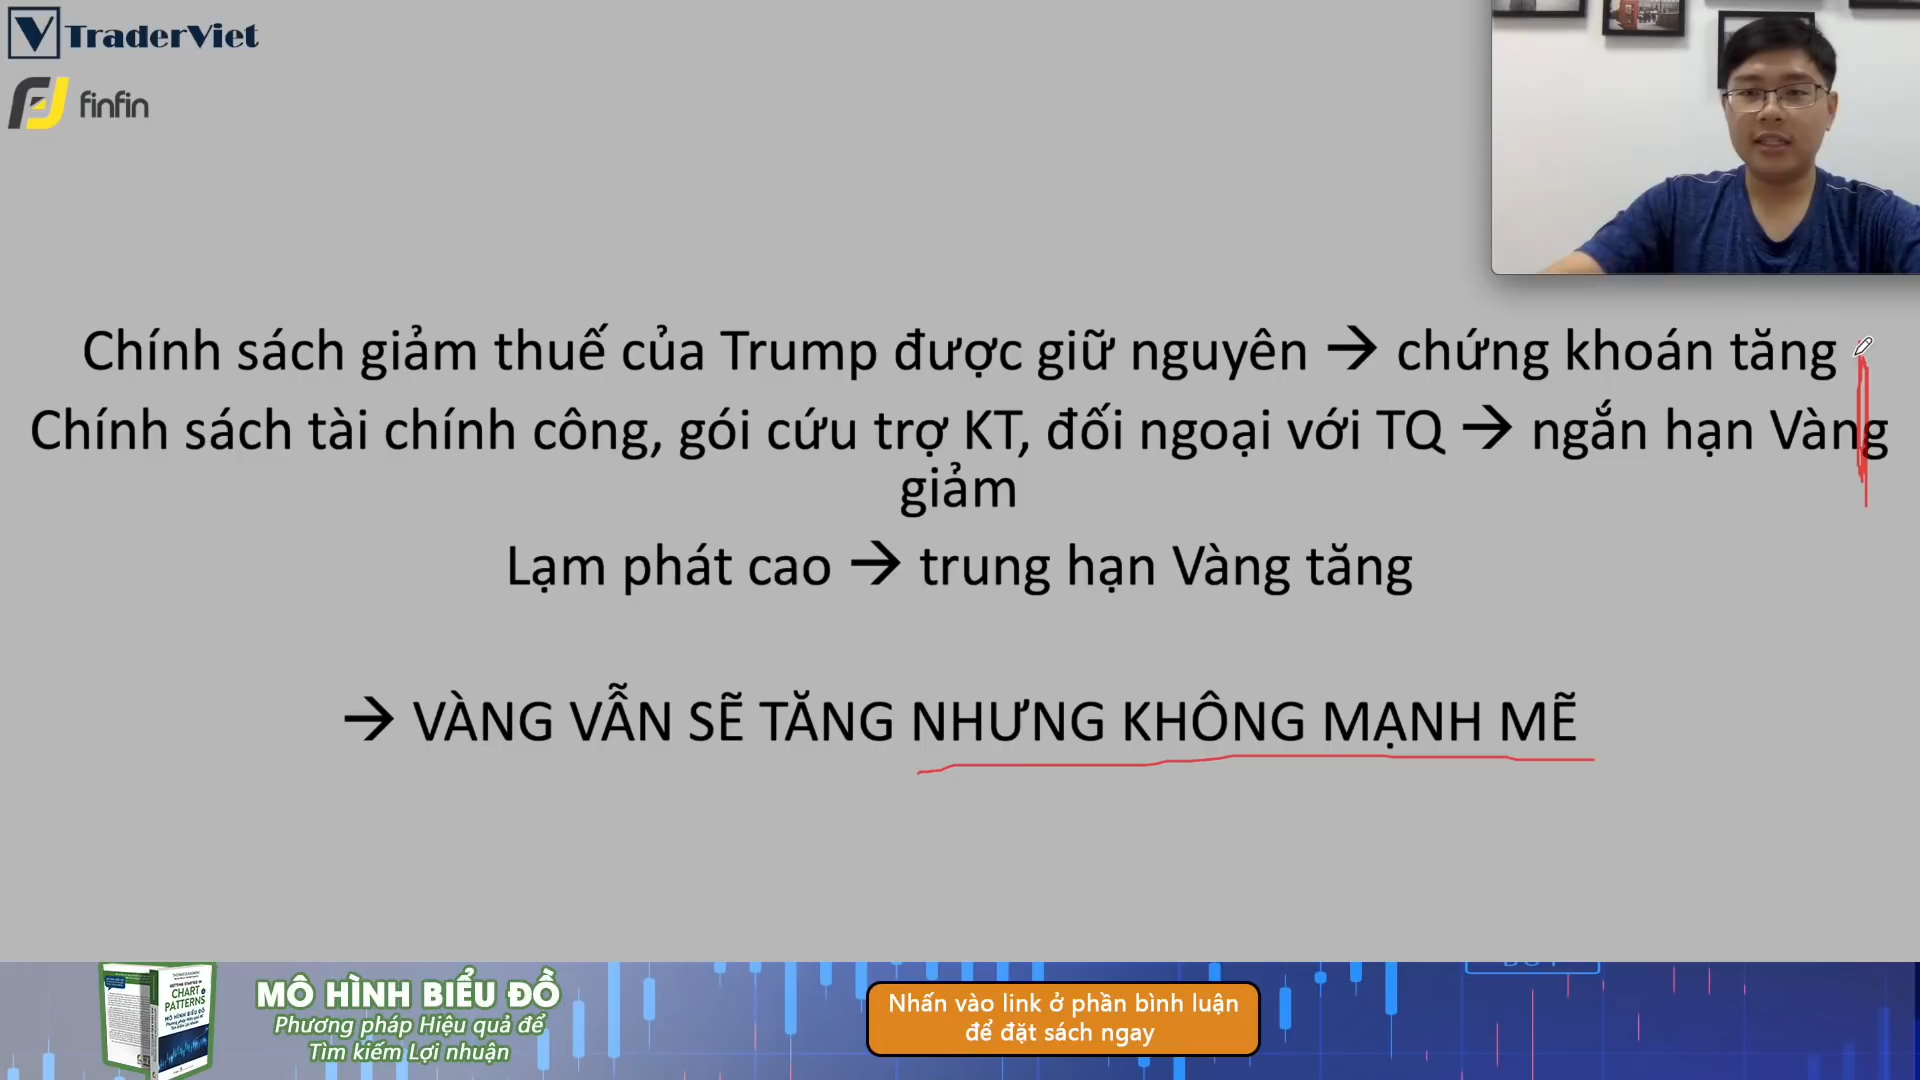 TraderViet
finfin
Chính sách giảm thuế của Trump được giữ nguyên → chứng khoán tăng
Chính sách tài chính công, gói cứu trợ KT, đối ngoại với TQ → ngắn hạn Vàng
giảm
Lạm phát cao → trung hạn Vàng tăng
→ VÀNG VẪN SẼ TĂNG NHƯNG KHÔNG MẠNH MẼ
CHART
PATTERNS
MÔ HÌNH BIỂU ĐỒ
Phương pháp Hiệu quả để
Tìm kiếm Lợi nhuận
Nhấn vào link ở phần bình luận
để đặt sách ngay